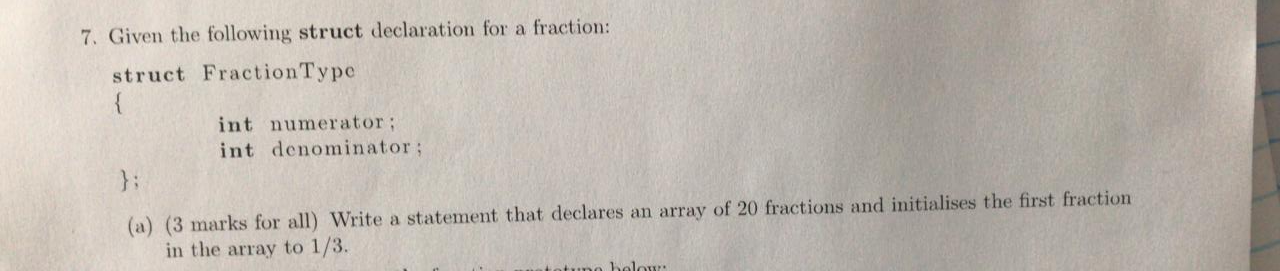 7. Given the following struct declaration for a fraction:
struct FractionType
{
int numerator;
int denominator;
};
(a) (3 marks for all) Write a statement that declares an array of 20 fractions and initialises the first fraction
in the array to 1/3.
below: